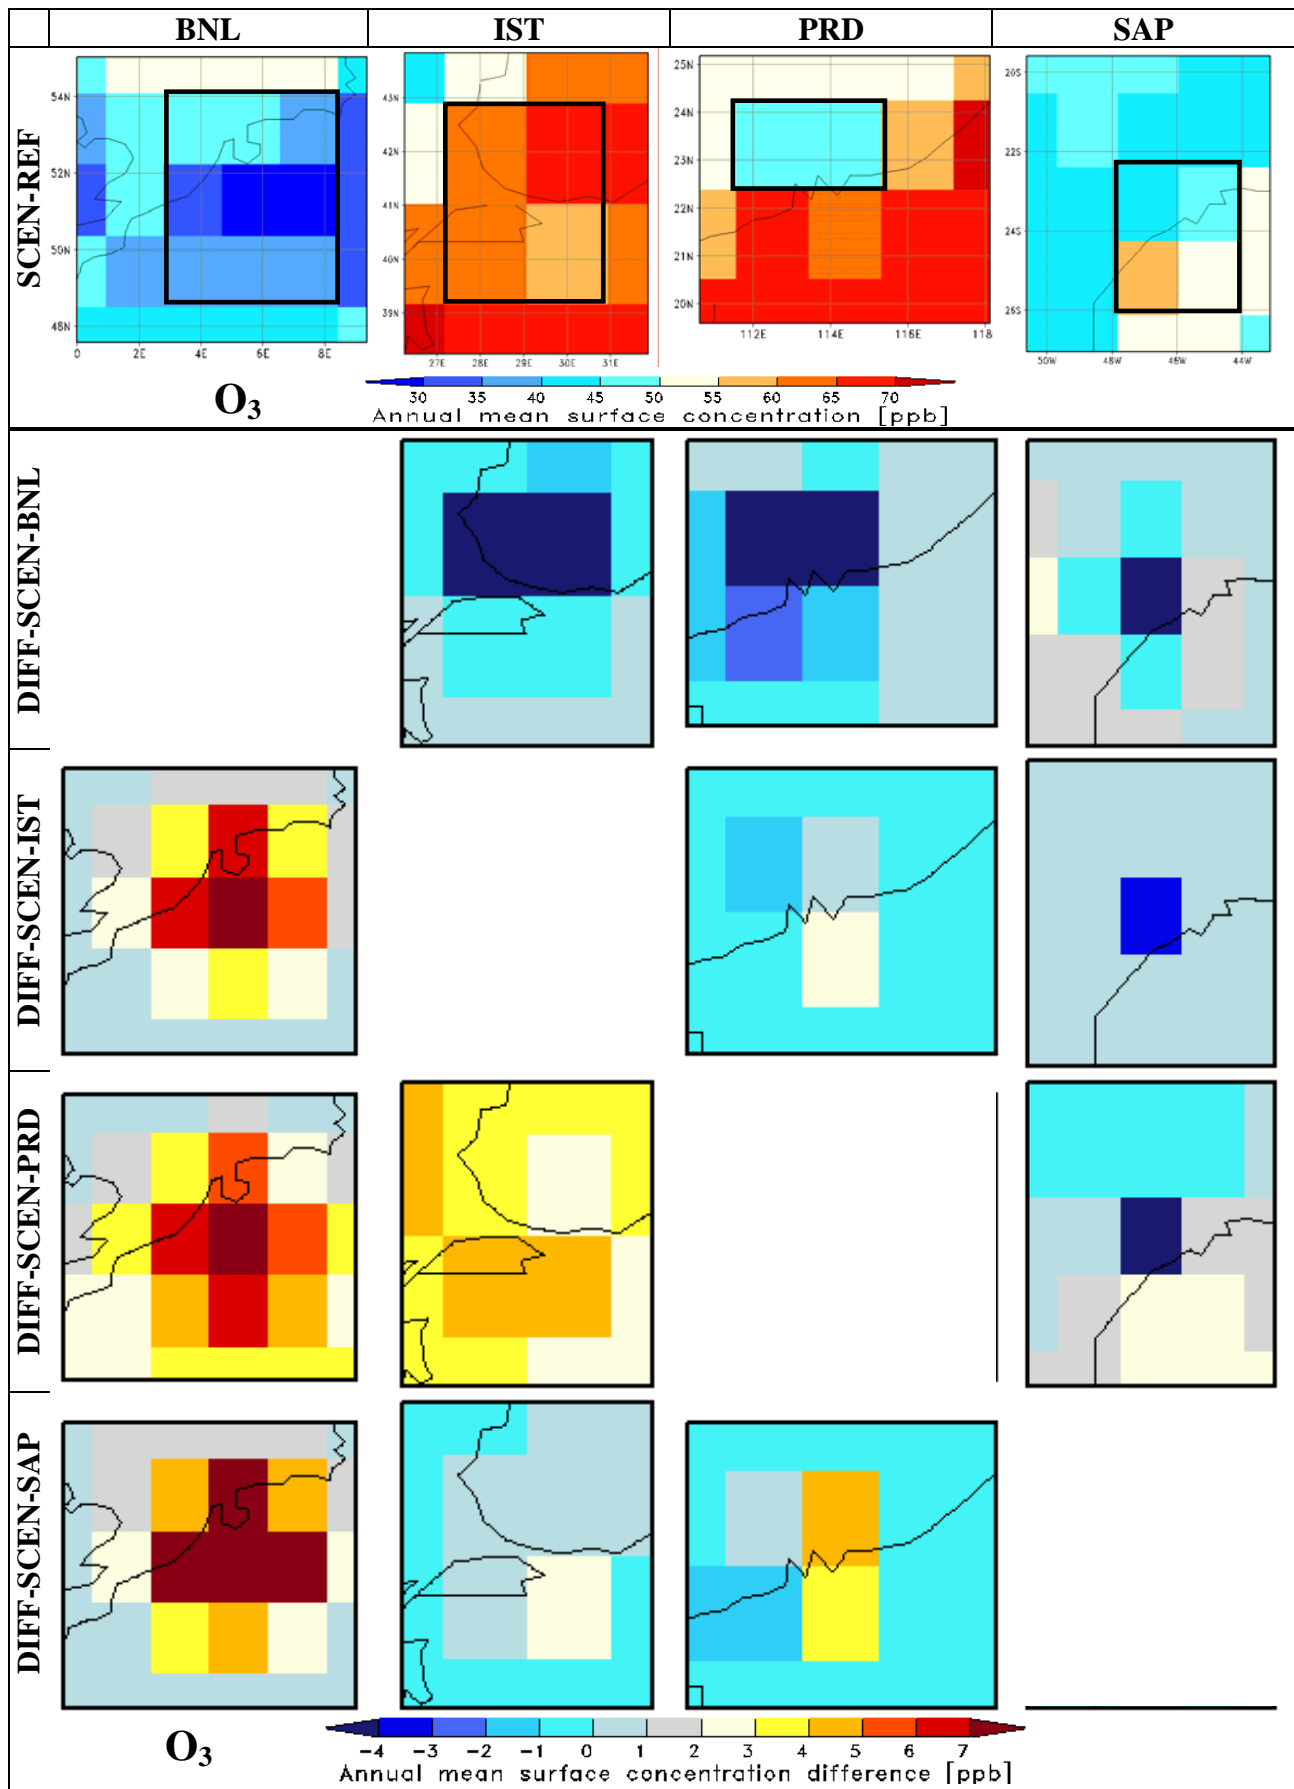 BNL IST PRD SAP
SCEN-REF
54N
52N
50N
48N
0 2E 4E 6E 8E
43N
42N
41N
40N
39N
27E 28E 29E 30E 31E
25N
24N
23N
22N
21N
20N
112E 114E 116E 118
20S
22S
24S
26S
50W 48W 46W 44W
O3
30 35 40 45 50 55 60 65 70
Annual mean surface concentration [ppb]
DIFF-SCEN-BNL
DIFF-SCEN-IST
DIFF-SCEN-PRD
DIFF-SCEN-SAP
O3
-4 -3 -2 -1 0 1 2 3 4 5 6 7
Annual mean surface concentration difference [ppb]